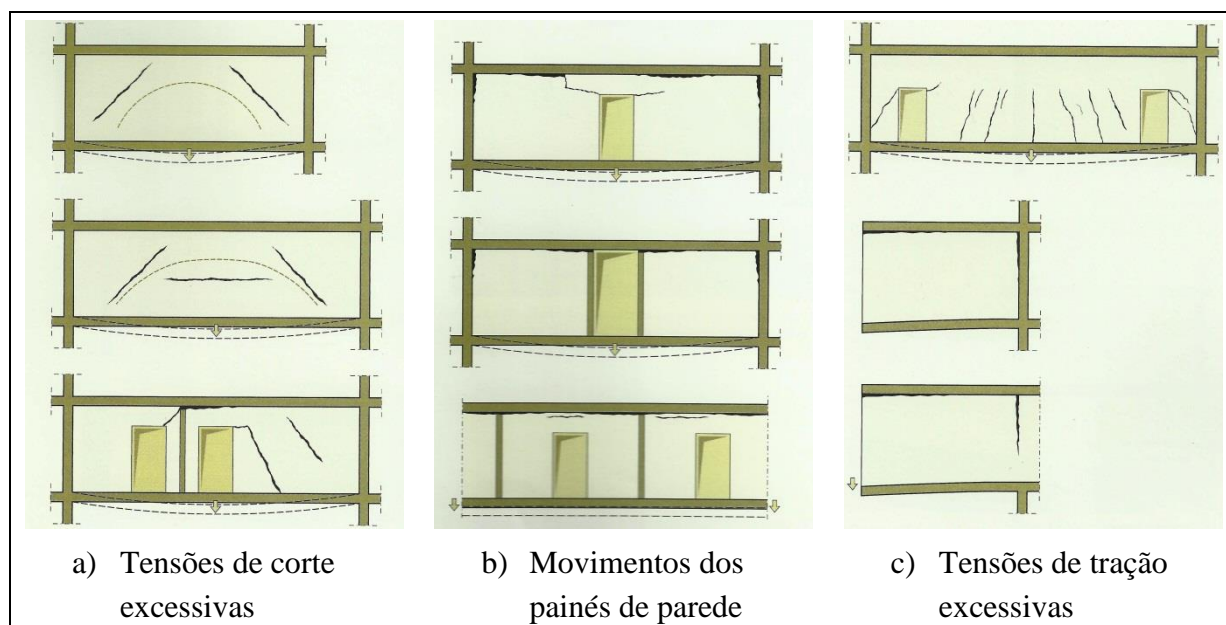 a) Tensões de corte
excessivas
b) Movimentos dos
painés de parede
c) Tensões de tração
excessivas